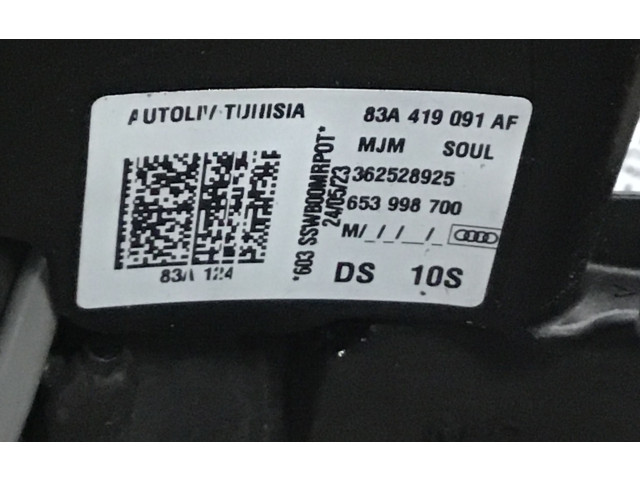 AUTOLIV TUNISIA
83A 419 091 AF
MJM SOUL
362528925
653 998 700
M/_/_/_/_/
DS 10S
*603 SSWB00MRPOT*
24/05/23
83A 124